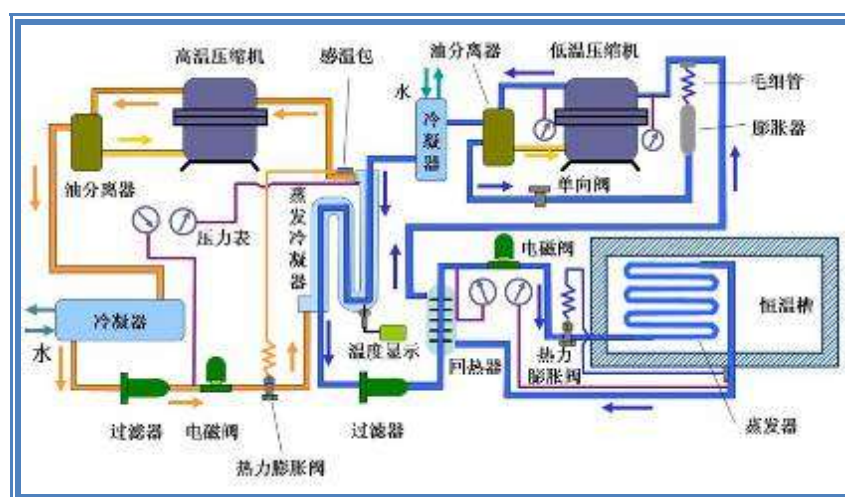 高温压缩机
感温包
油分离器
低温压缩机
水
毛细管
冷凝器
膨胀器
单向阀
油分离器
压力表
蒸发冷凝器
电磁阀
恒温槽
冷凝器
水
温度显示
回热器
热力
膨胀阀
过滤器
电磁阀
过滤器
蒸发器
热力膨胀阀